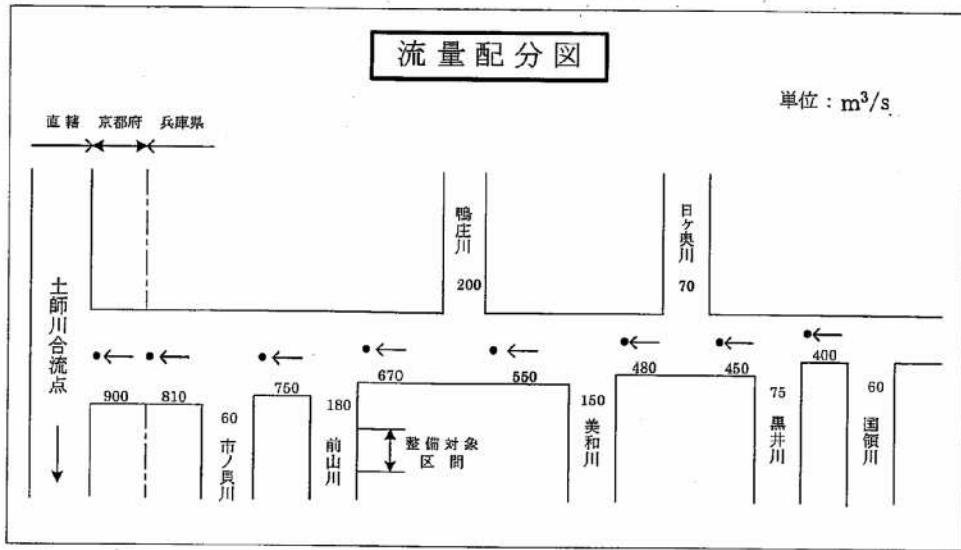 流量配分図
単位：m³/s
直轄
京都府
兵庫県
鴨庄川
200
日ヶ奥川
70
土師川合流点
900
810
750
670
550
480
450
400
60
市ノ貝川
180
前山川
整備対象
区間
150
美和川
75
黒井川
60
国領川